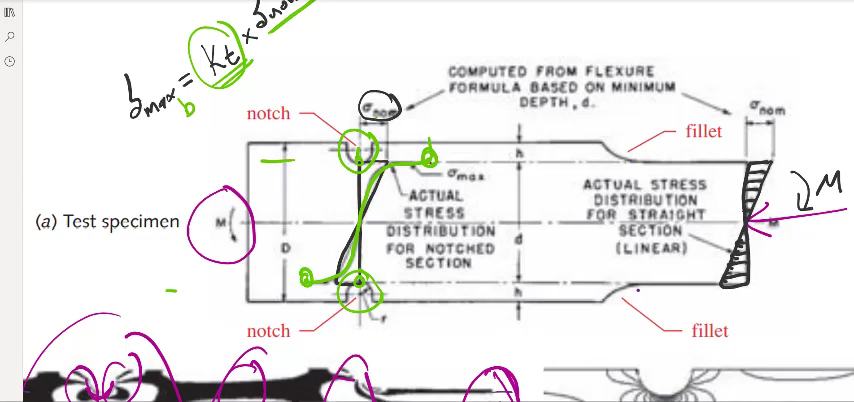 σmax = Kt × σnom
b
COMPUTED FROM FLEXURE
FORMULA BASED ON MINIMUM
DEPTH, d.
σnom
σnom
notch
fillet
h
σmax
ACTUAL
STRESS
DISTRIBUTION
FOR NOTCHED
SECTION
ACTUAL STRESS
DISTRIBUTION
FOR STRAIGHT
SECTION
(LINEAR)
M
(a) Test specimen
M
M
D
d
h
r
notch
fillet